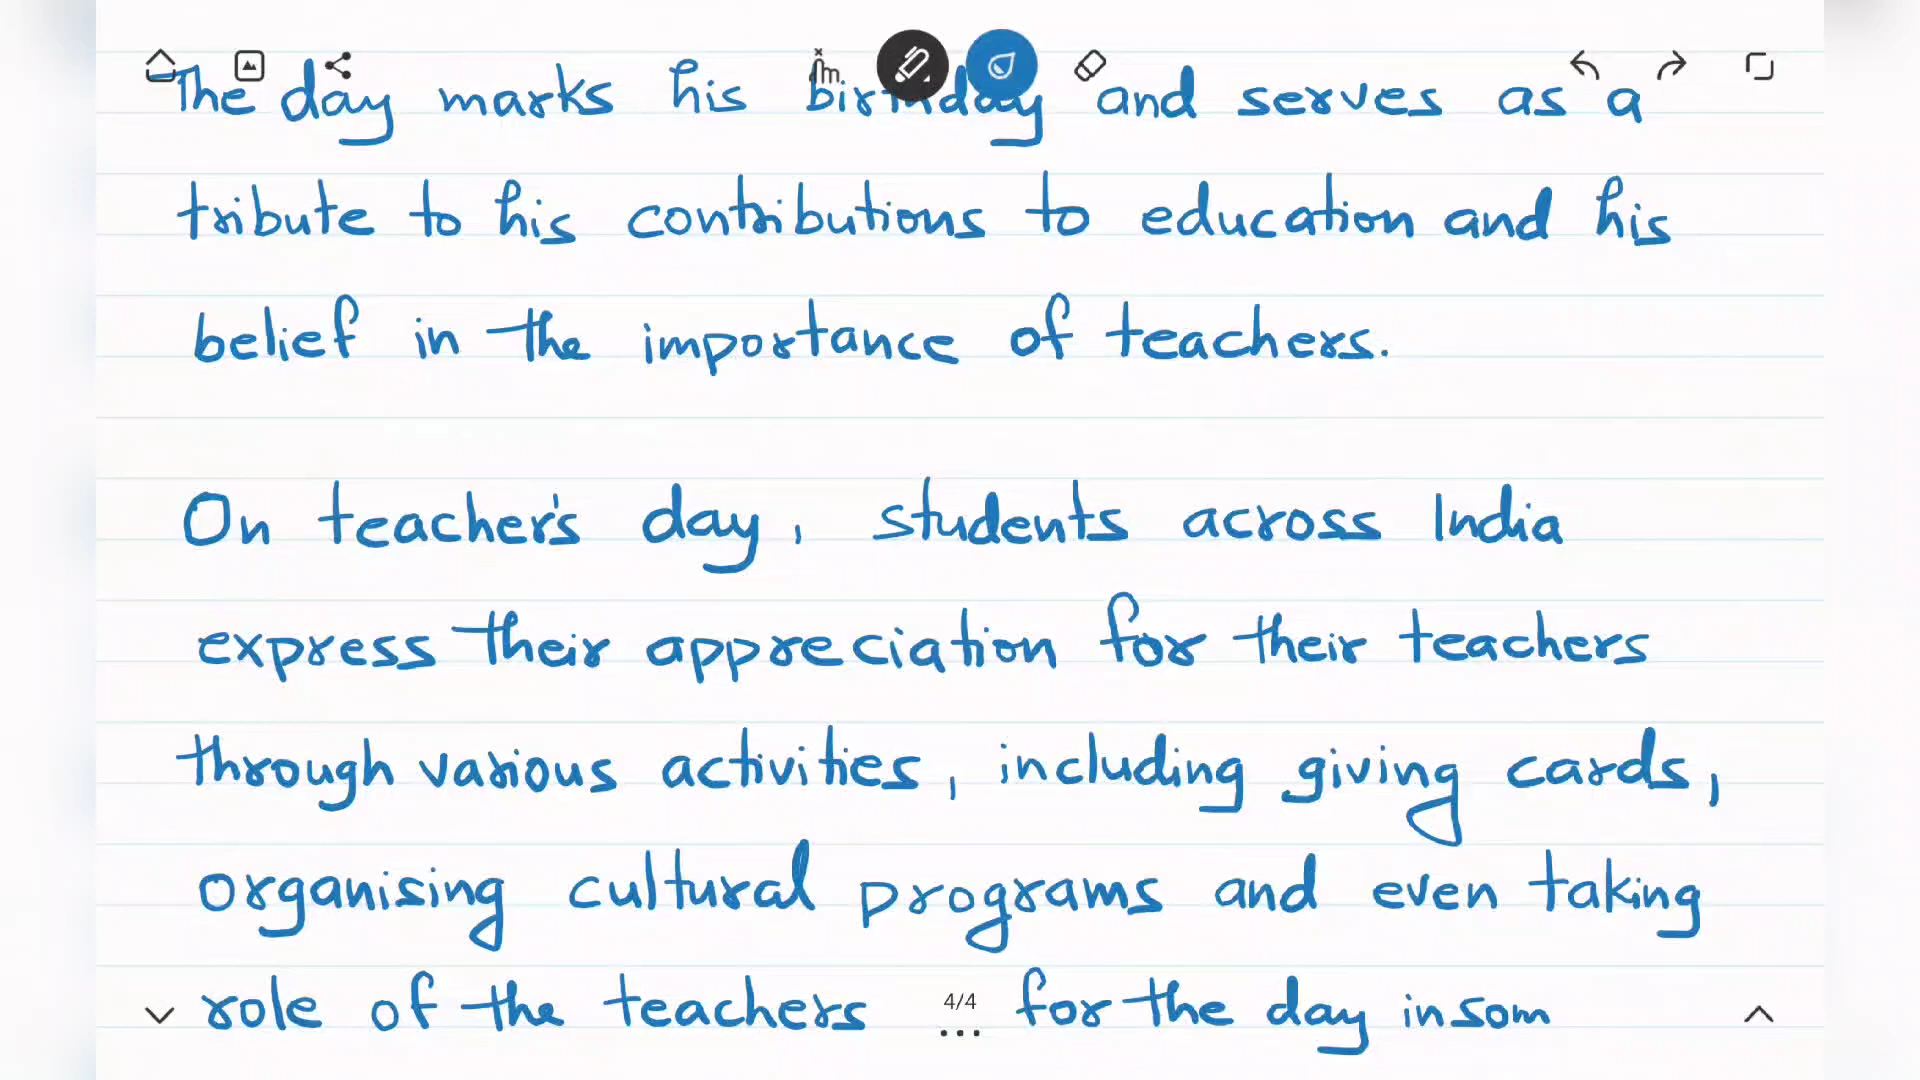 The day marks his birthday and serves as a
tribute to his contributions to education and his
belief in the importance of teachers.
On teacher's day, students across India
express their appreciation for their teachers
through various activities, including giving cards,
organising cultural programs and even taking
role of the teachers for the day in som
4/4